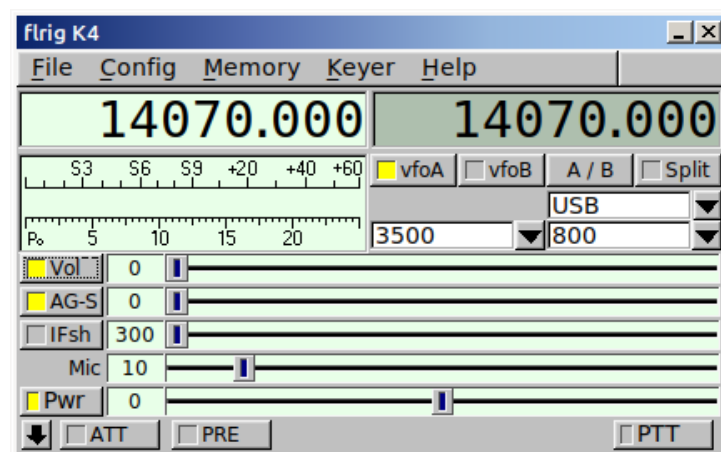 flrig K4
File Config Memory Keyer Help
14070.000 14070.000
S3 S6 S9 +20 +40 +60 vfoA vfoB A / B Split
USB
Po 5 10 15 20 3500 800
Vol 0
AG-S 0
IFsh 300
Mic 10
Pwr 0
ATT PRE PTT